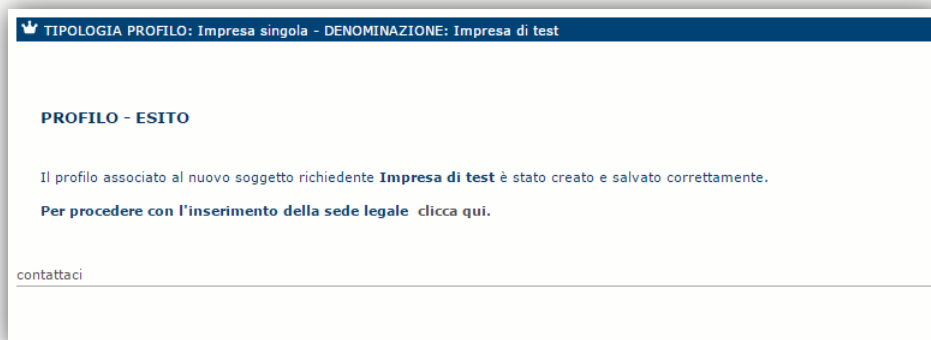 TIPOLOGIA PROFILO: Impresa singola - DENOMINAZIONE: Impresa di test
PROFILO - ESITO
Il profilo associato al nuovo soggetto richiedente Impresa di test è stato creato e salvato correttamente.
Per procedere con l'inserimento della sede legale clicca qui.
contattaci